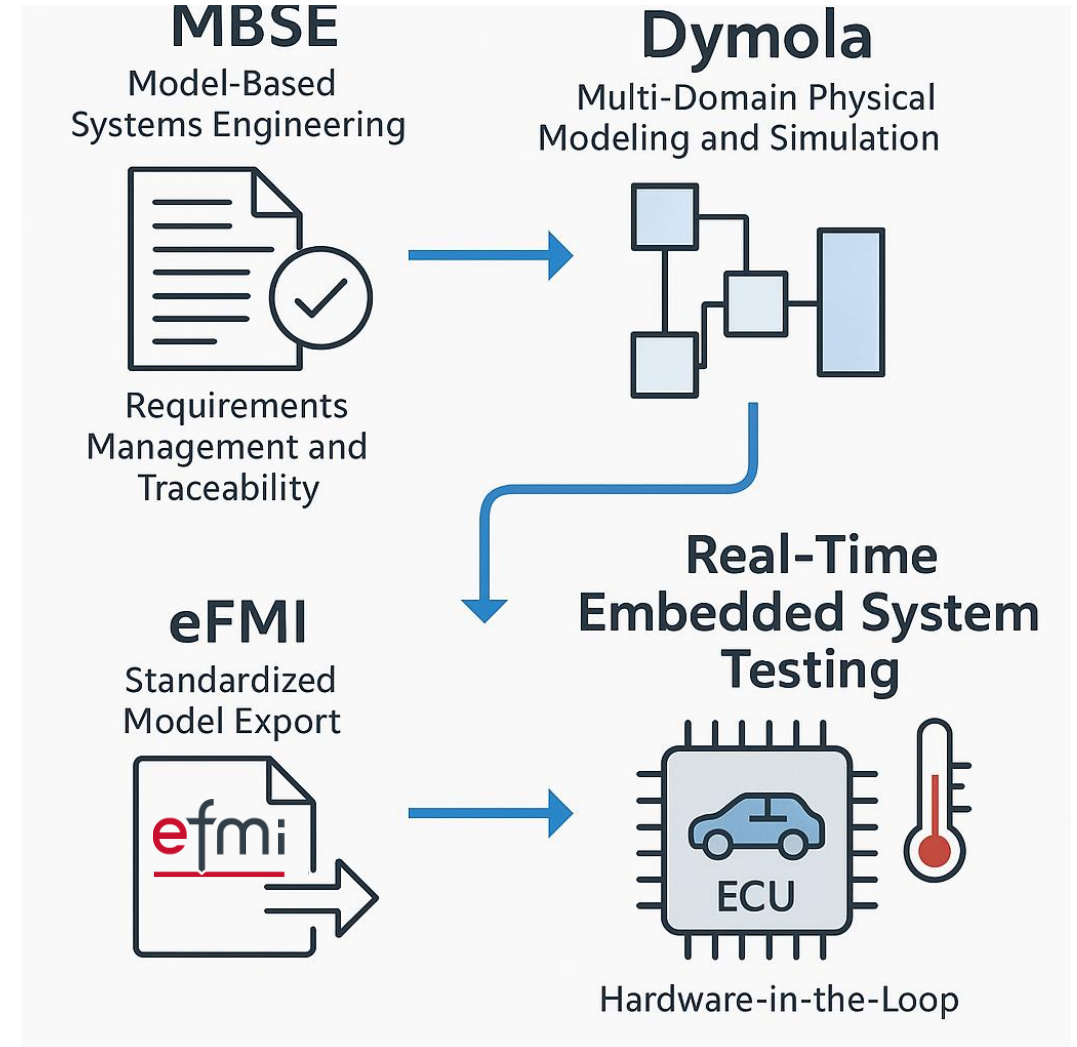 MBSE
Model-Based
Systems Engineering
Requirements
Management and
Traceability
Dymola
Multi-Domain Physical
Modeling and Simulation
eFMI
Standardized
Model Export
efmi
Real-Time
Embedded System
Testing
ECU
Hardware-in-the-Loop